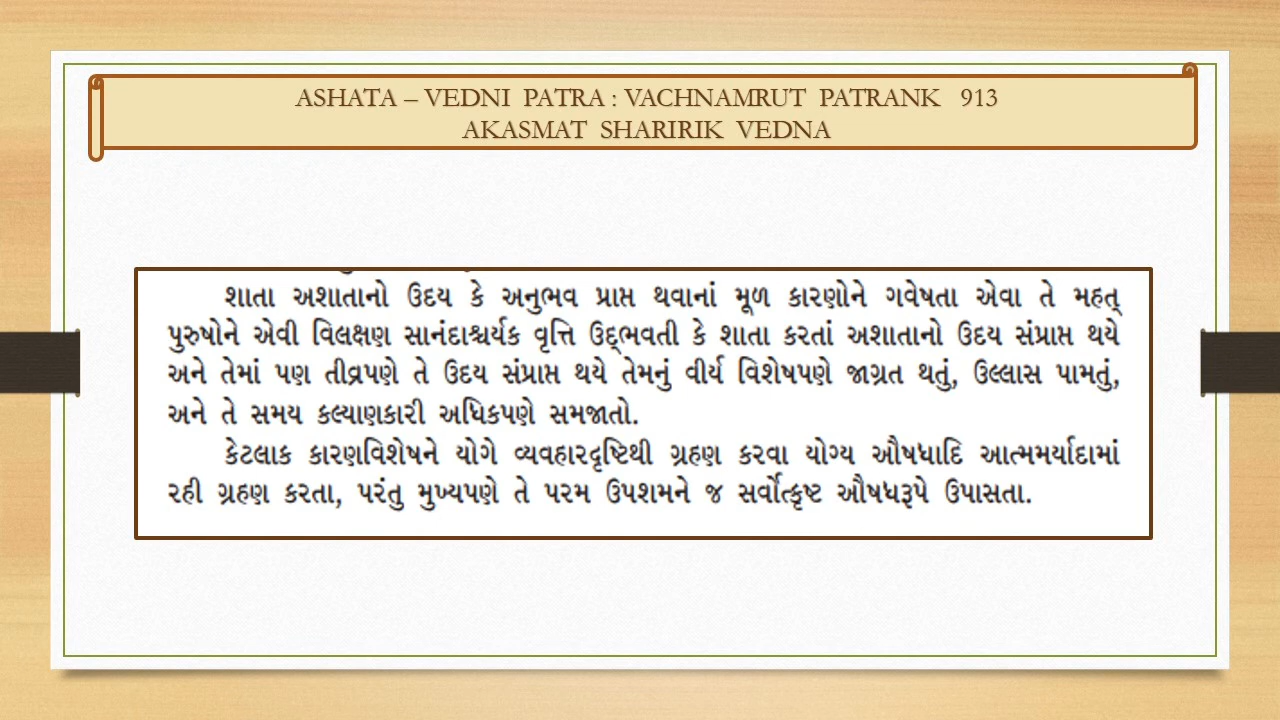 ASHATA – VEDNI PATRA : VACHNAMRUT PATRANK 913
AKASMAT SHARIRIK VEDNA
શાતા અશાતાનો ઉદય કે અનુભવ પ્રાપ્ત થવાનાં મૂળ કારણોને ગવેષતા એવા તે મહત્
પુરુષોને એવી વિલક્ષણ સાનંદાશ્ચર્યક વૃત્તિ ઉદ્ભવતી કે શાતા કરતાં અશાતાનો ઉદય સંપ્રાપ્ત થયે
અને તેમાં પણ તીવ્રપણે તે ઉદય સંપ્રાપ્ત થયે તેમનું વીર્ય વિશેષપણે જાગ્રત થતું, ઉલ્લાસ પામતું,
અને તે સમય કલ્યાણકારી અધિકપણે સમજાતો.
કેટલાક કારણવિશેષને યોગે વ્યવહારદૃષ્ટિથી ગ્રહણ કરવા યોગ્ય ઔષધાદિ આત્મમર્યાદામાં
રહી ગ્રહણ કરતા, પરંતુ મુખ્યપણે તે પરમ ઉપશમને જ સર્વોત્કૃષ્ટ ઔષધરૂપે ઉપાસતા.